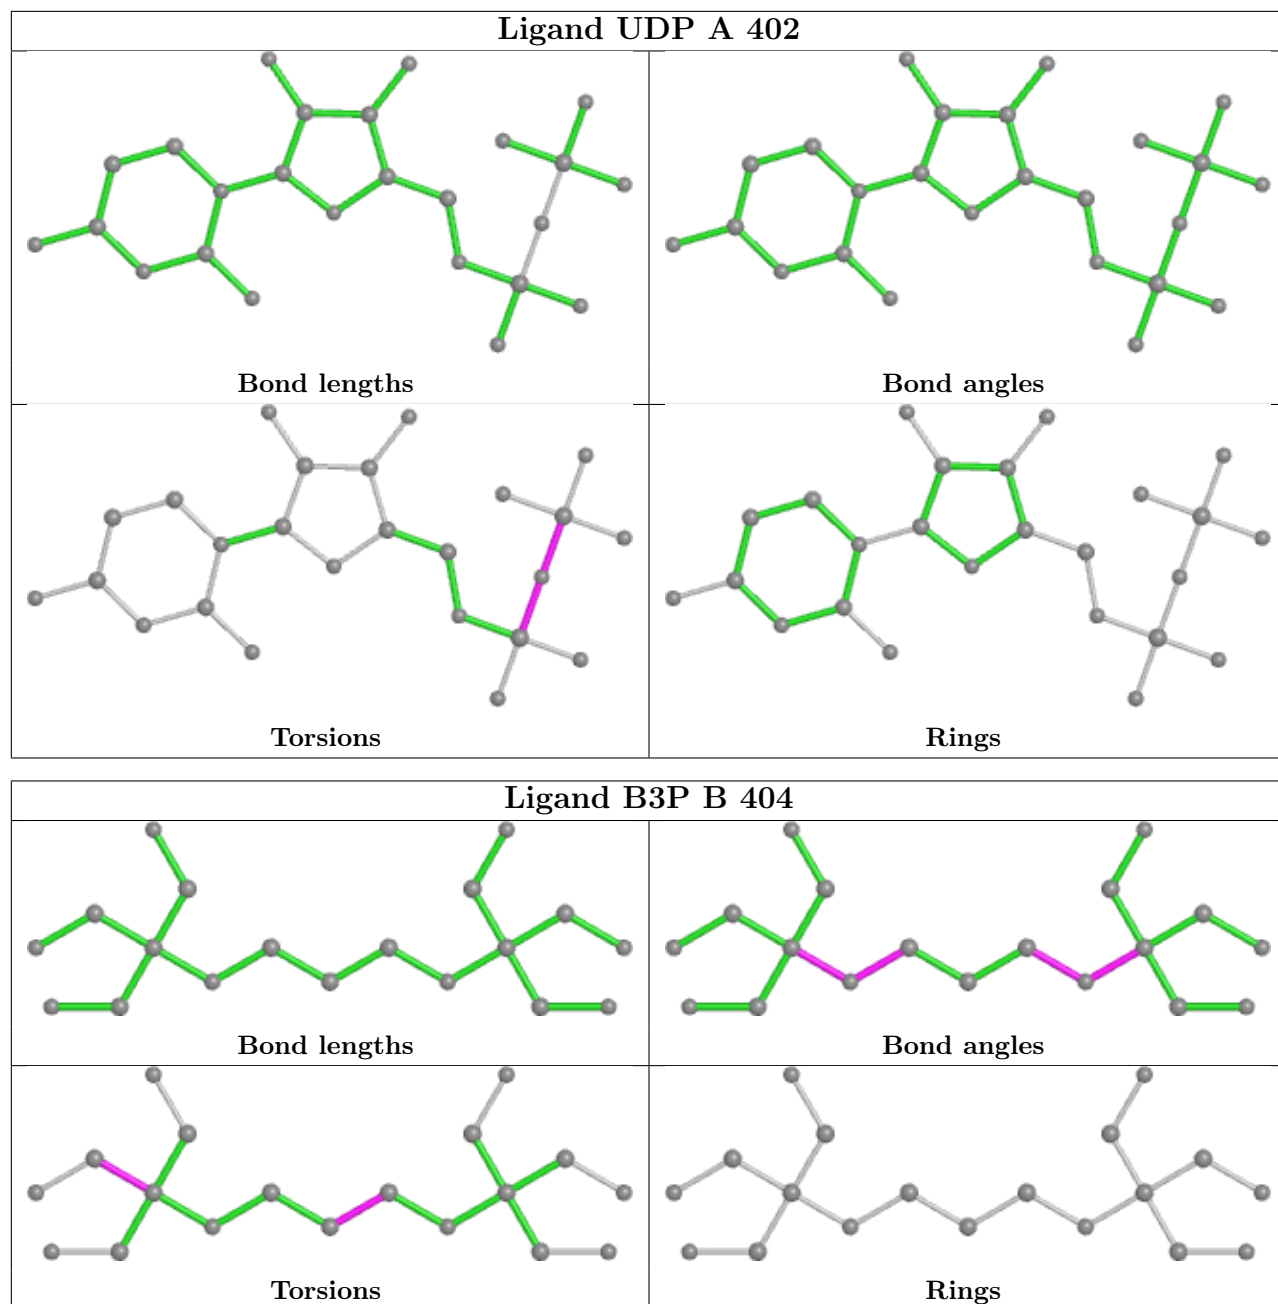 Ligand UDP A 402
Bond lengths
Bond angles
Torsions
Rings
Ligand B3P B 404
Bond lengths
Bond angles
Torsions
Rings